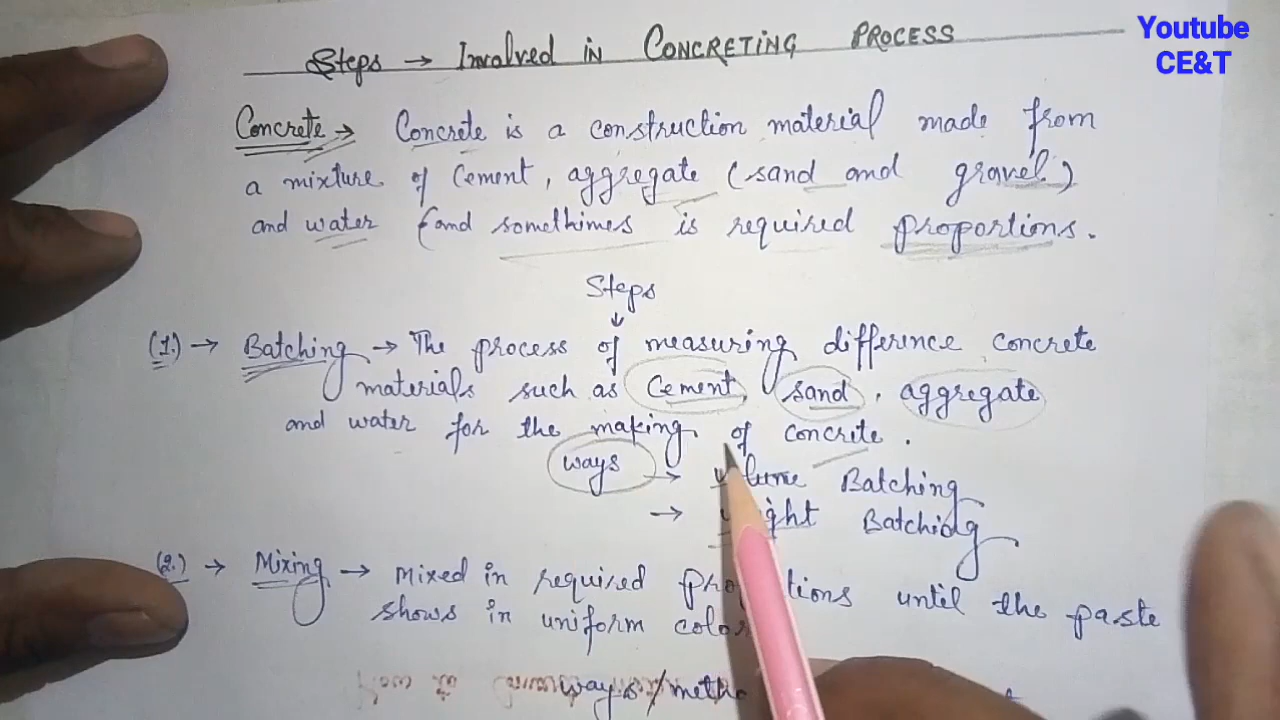 Youtube
CE&T
Steps → Involved in CONCRETING PROCESS
Concrete → Concrete is a construction material made from
a mixture of Cement, aggregate (sand and gravel)
and water (and somethimes is required proportions.
Steps
↓
(1.) → Batching → The process of measuring difference concrete
materials such as Cement, sand, aggregate
and water for the making of concrete.
ways → Batching
→ Batching
(2.) → Mixing → Mixed in required until the paste
shows in uniform color
ways/